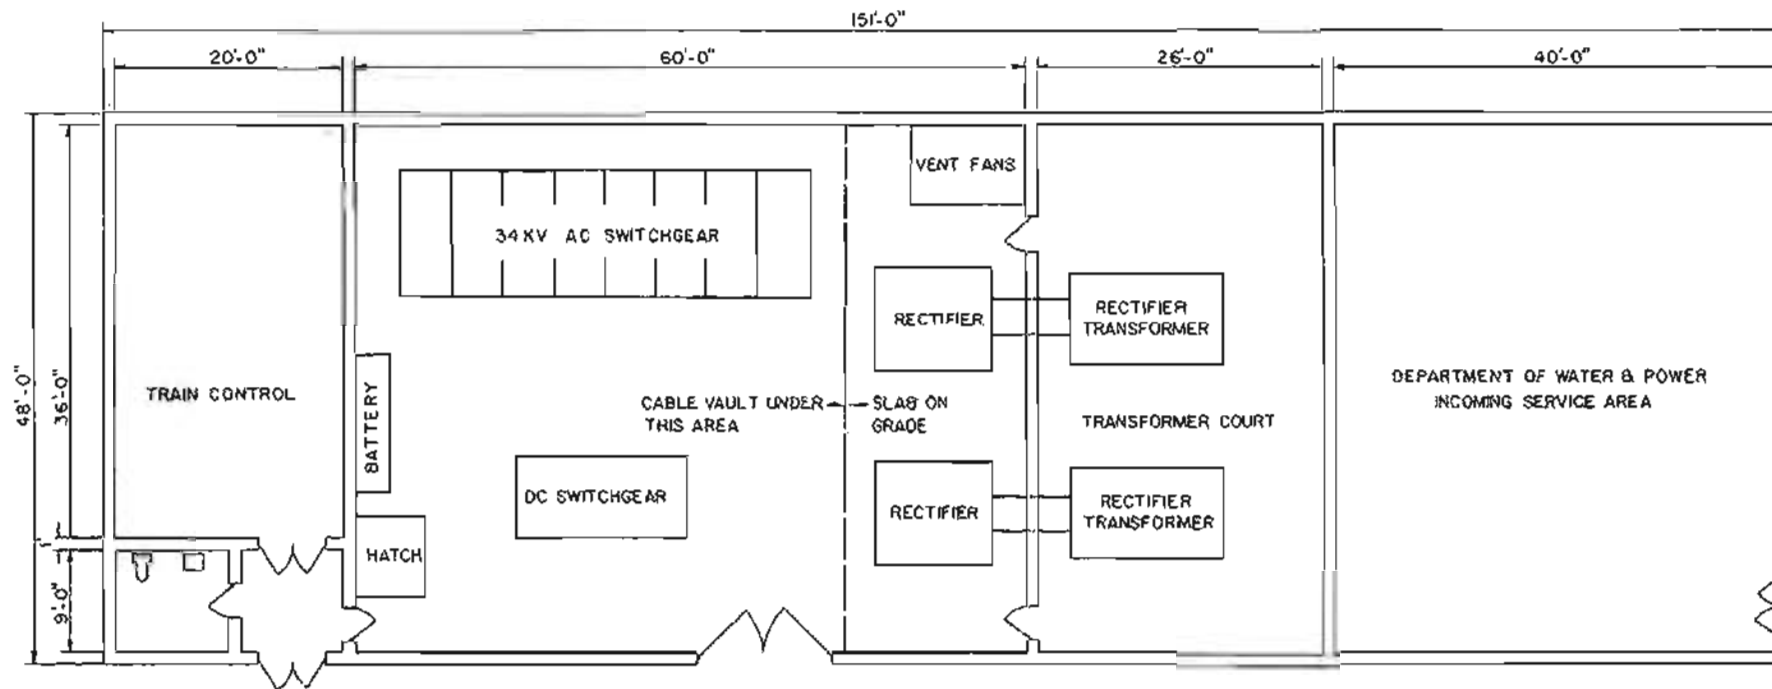 151'-0"
20'-0"
60'-0"
26'-0"
40'-0"
VENT FANS
34KV AC SWITCHGEAR
RECTIFIER
RECTIFIER
TRANSFORMER
48'-0"
36'-0"
TRAIN CONTROL
BATTERY
CABLE VAULT UNDER
THIS AREA
SLAB ON
GRADE
TRANSFORMER COURT
DEPARTMENT OF WATER & POWER
INCOMING SERVICE AREA
DC SWITCHGEAR
RECTIFIER
RECTIFIER
TRANSFORMER
HATCH
9'-0"